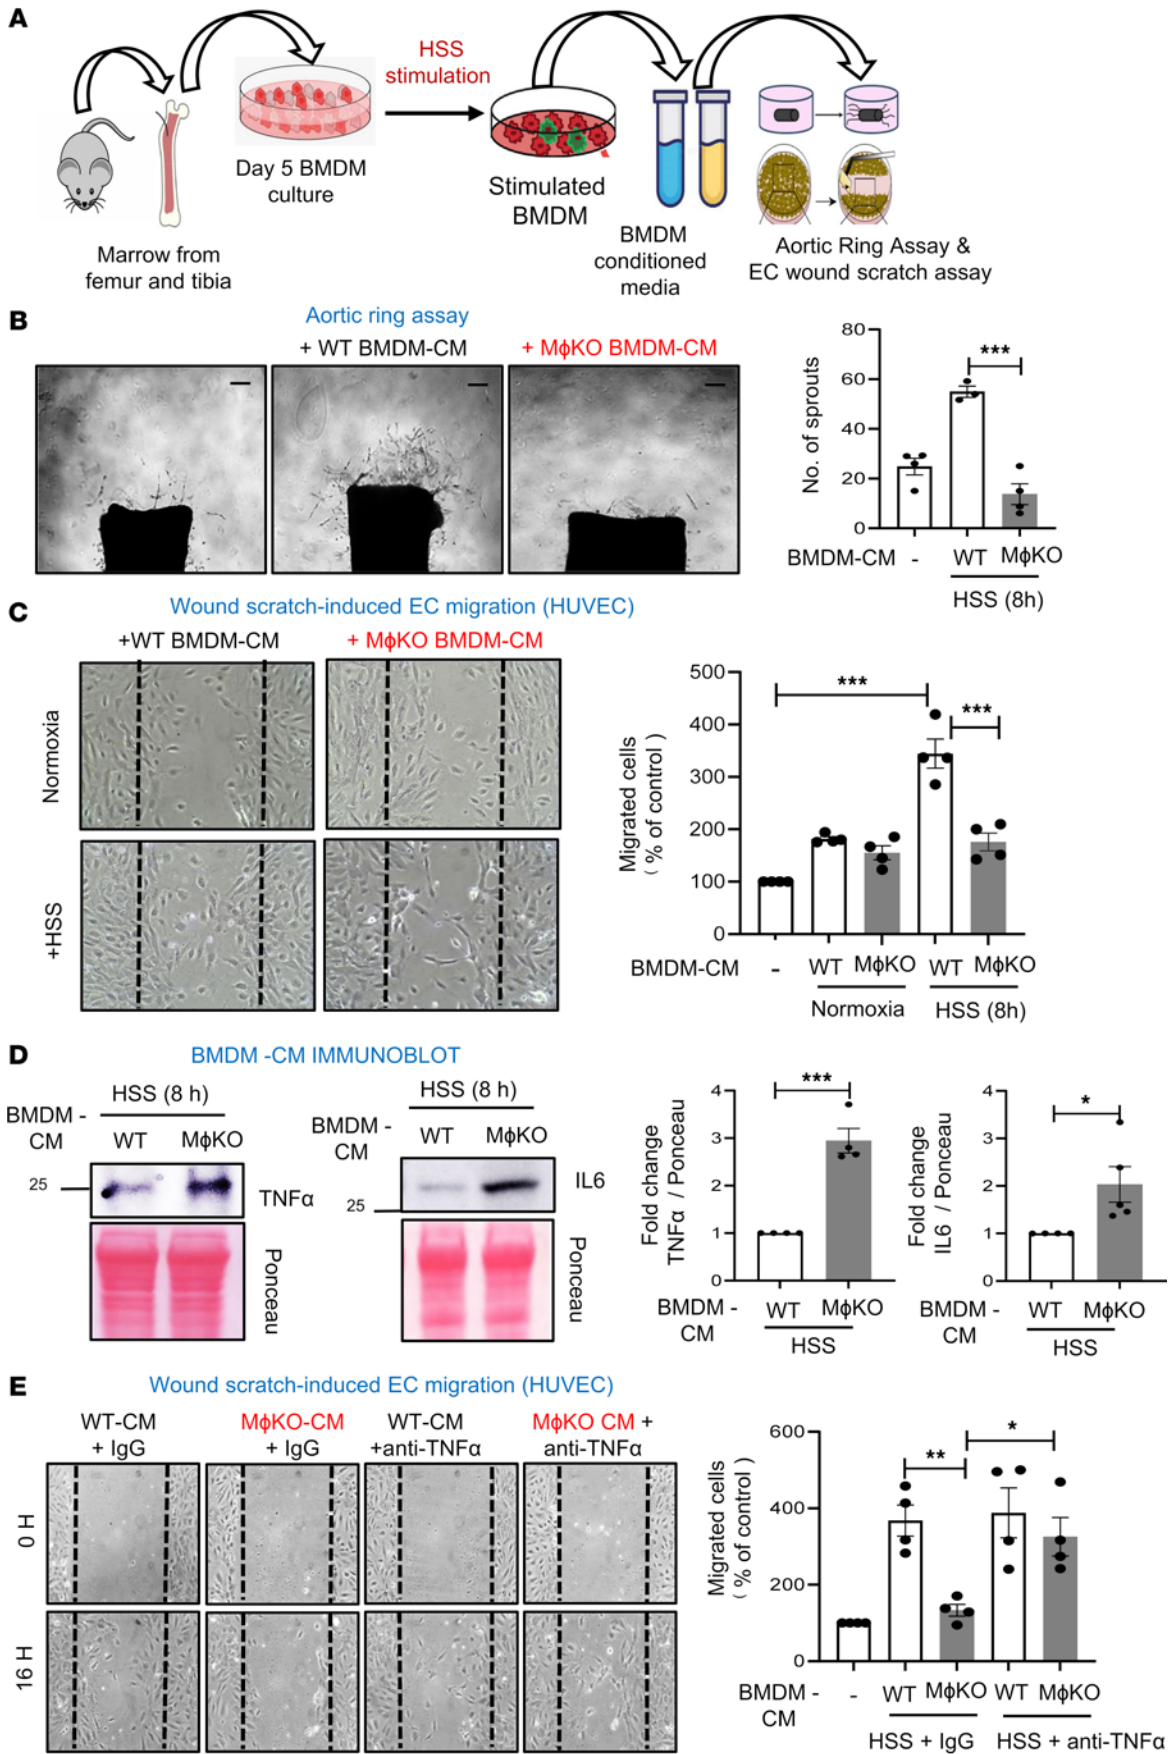 A
HSS
stimulation
Day 5 BMDM
culture
Stimulated
BMDM
Marrow from
femur and tibia
BMDM
conditioned
media
Aortic Ring Assay &
EC wound scratch assay
B
Aortic ring assay
+ WT BMDM-CM
+ MϕKO BMDM-CM
No. of sprouts
80
60
40
20
0
***
BMDM-CM
-
WT
MϕKO
HSS (8h)
C
Wound scratch-induced EC migration (HUVEC)
+WT BMDM-CM
+ MϕKO BMDM-CM
Normoxia
+HSS
Migrated cells
( % of control )
500
400
300
200
100
0
***
***
BMDM-CM
-
WT
MϕKO
WT
MϕKO
Normoxia
HSS (8h)
D
BMDM -CM IMMUNOBLOT
HSS (8 h)
BMDM -
CM
WT
MϕKO
25
TNFα
Ponceau
HSS (8 h)
BMDM -
CM
WT
MϕKO
25
IL6
Ponceau
Fold change
TNFα / Ponceau
4
3
2
1
0
***
BMDM -
CM
WT
MϕKO
HSS
Fold change
IL6 / Ponceau
4
3
2
1
0
*
BMDM -
CM
WT
MϕKO
HSS
E
Wound scratch-induced EC migration (HUVEC)
WT-CM
+ IgG
MϕKO-CM
+ IgG
WT-CM
+anti-TNFα
MϕKO CM +
anti-TNFα
0 H
16 H
Migrated cells
( % of control )
600
400
200
0
**
*
BMDM -
CM
-
WT
MϕKO
WT
MϕKO
HSS + IgG
HSS + anti-TNFα